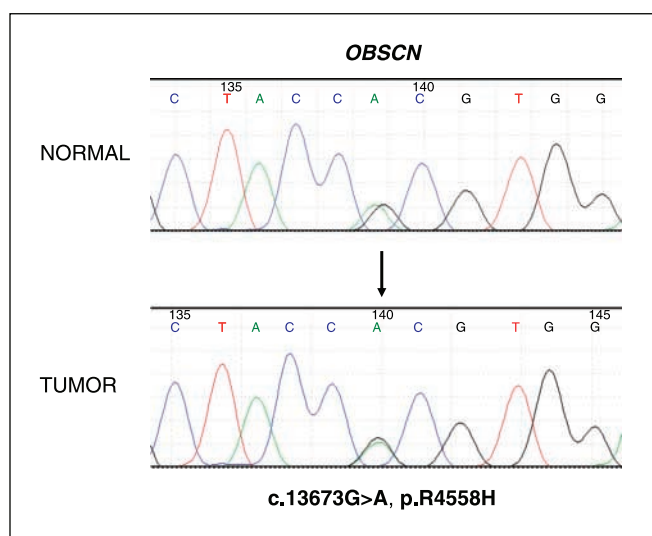 OBSCN
135 140
C T A C C A C G T G G
NORMAL
135 140 145
C T A C C A C G T G G
TUMOR
c.13673G>A, p.R4558H